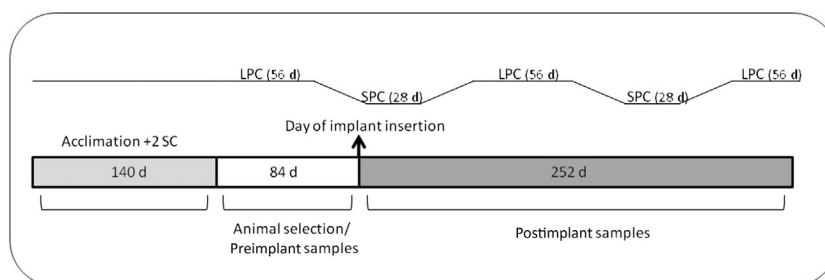 LPC (56 d)
LPC (56 d)
LPC (56 d)
SPC (28 d)
SPC (28 d)
Day of implant insertion
Acclimation +2 SC
140 d
84 d
252 d
Animal selection/
Preimplant samples
Postimplant samples